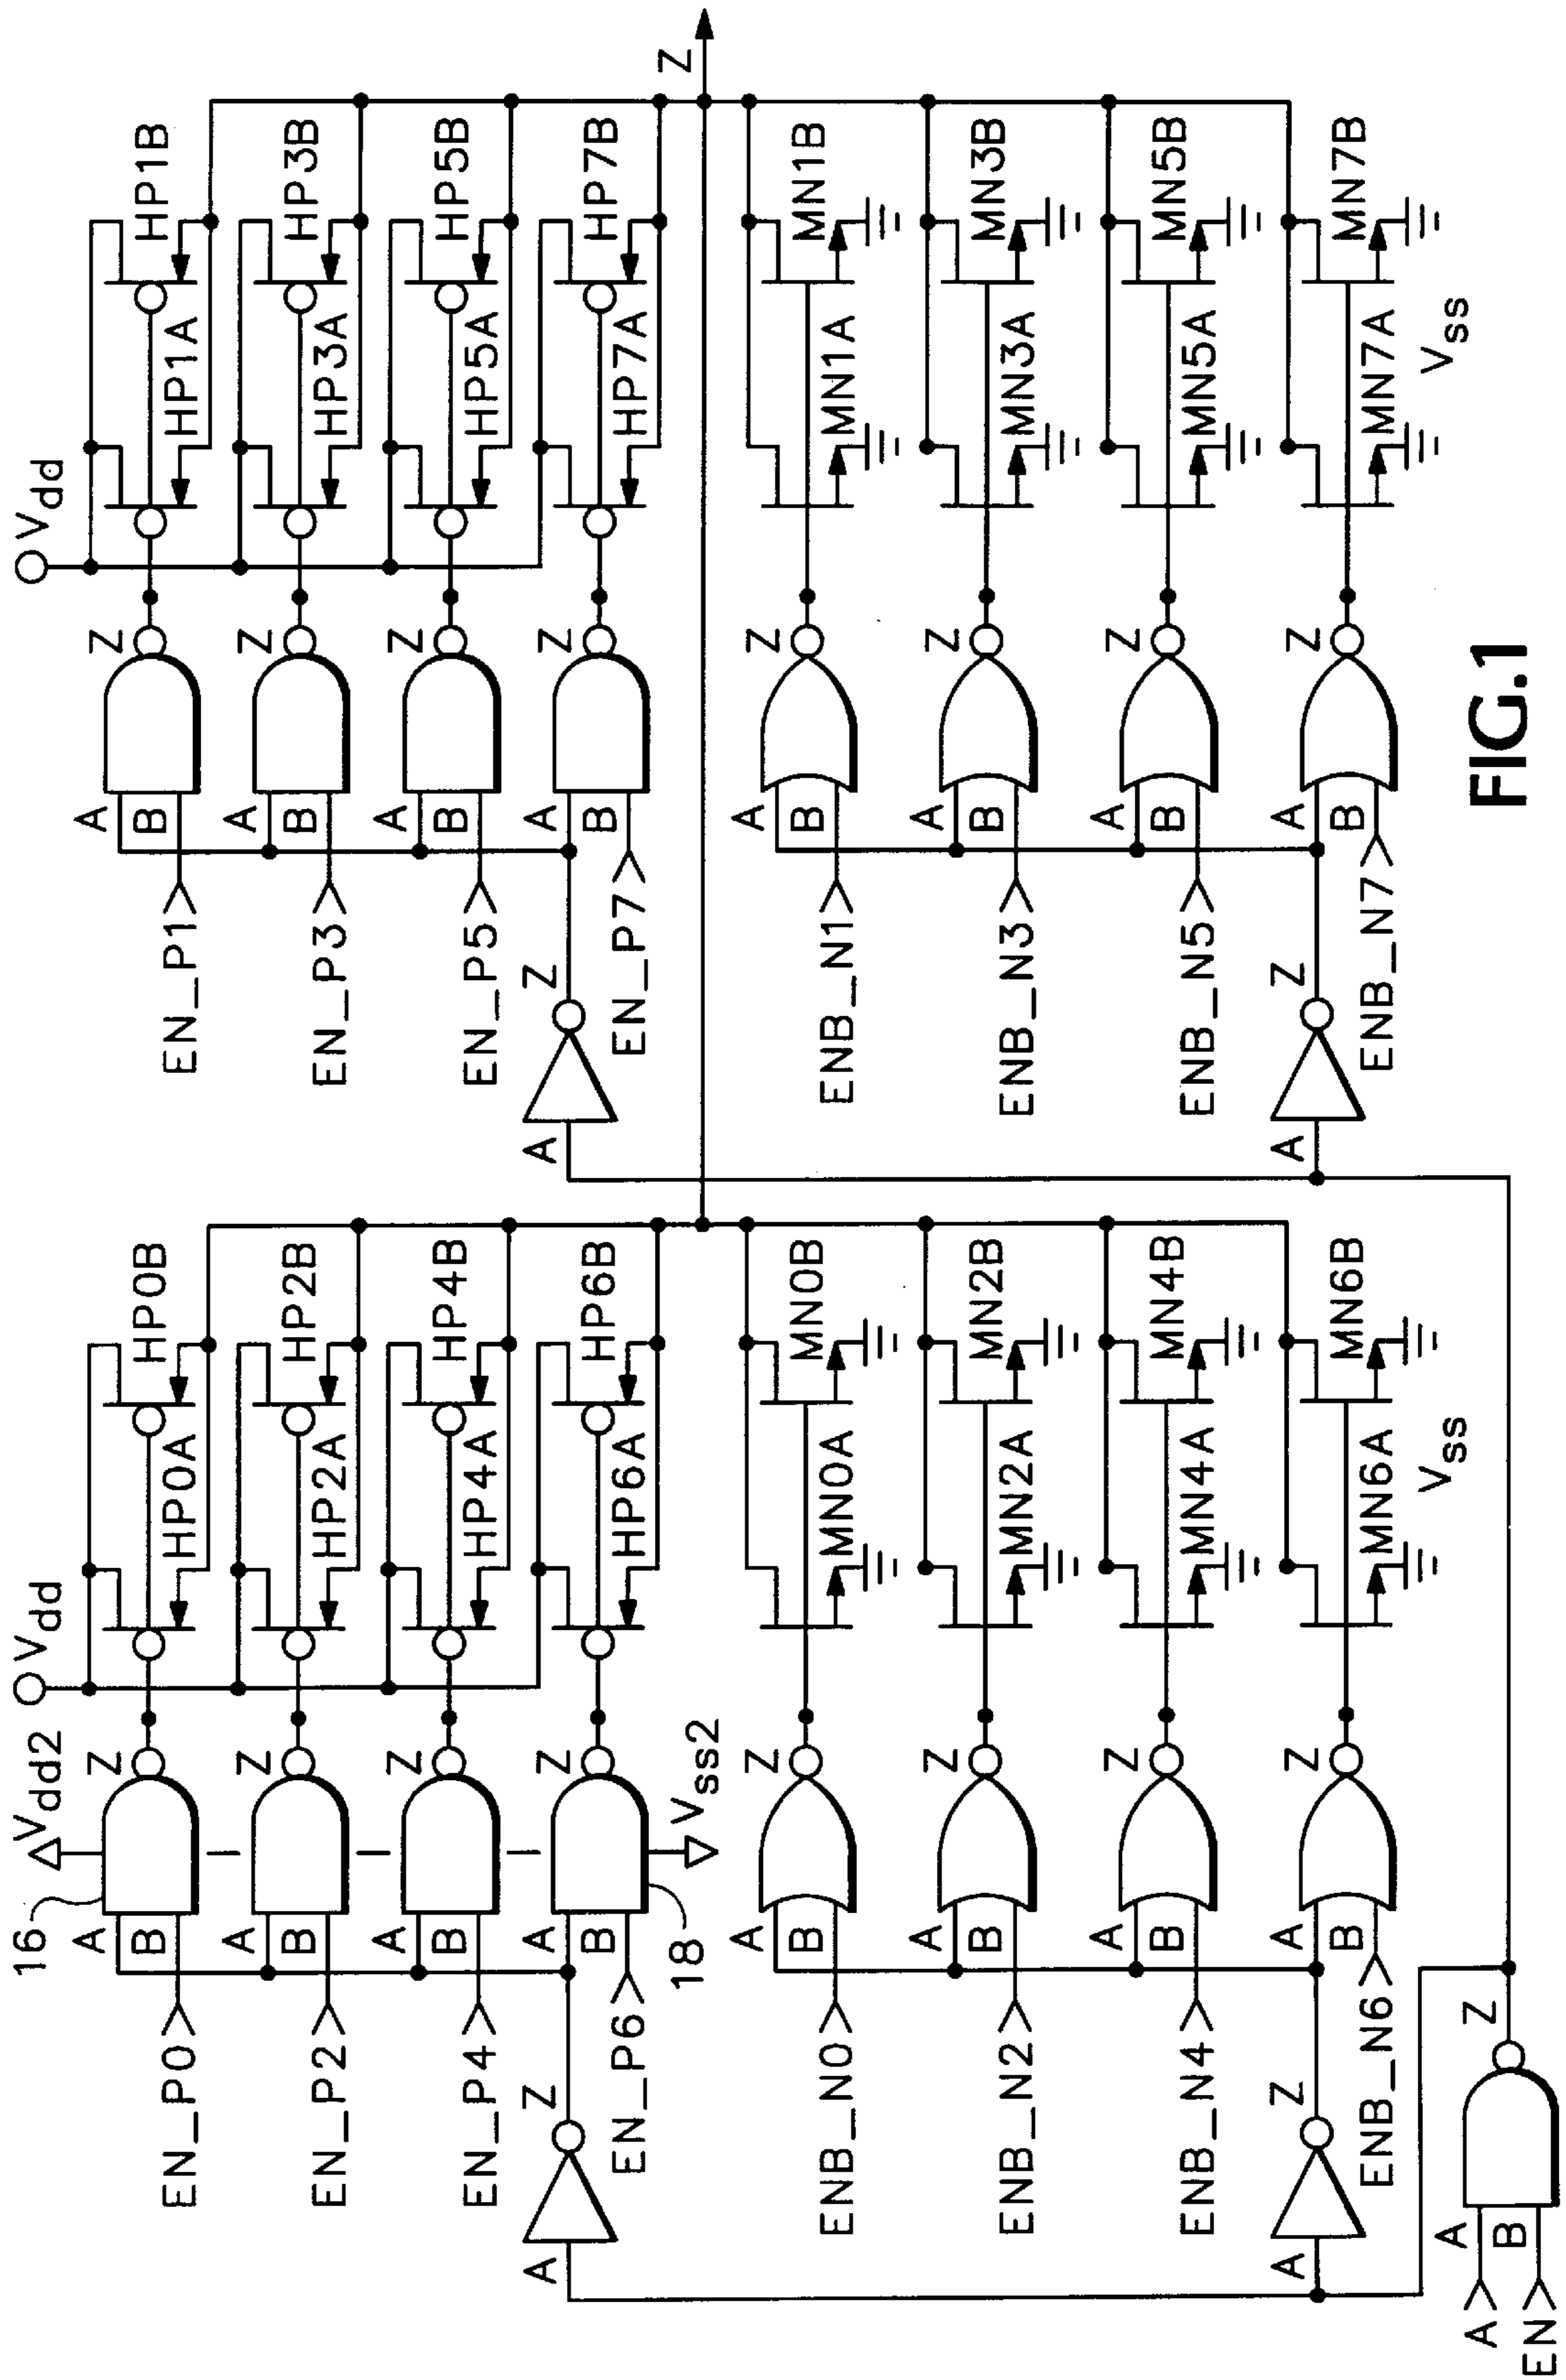 16
Vdd2
Vdd
A
B
Z
EN_P0>
HP0A
HP0B
A
B
Z
EN_P2>
HP2A
HP2B
A
B
Z
EN_P4>
HP4A
HP4B
A
B
Z
EN_P6>
HP6A
HP6B
A
Z
18
Vss2
A
B
Z
ENB_N0>
MN0A
MN0B
A
B
Z
ENB_N2>
MN2A
MN2B
A
B
Z
ENB_N4>
MN4A
MN4B
A
B
Z
ENB_N6>
MN6A
MN6B
A
Z
Vss
A>
EN>
A
B
Z
Vdd
A
B
Z
EN_P1>
HP1A
HP1B
A
B
Z
EN_P3>
HP3A
HP3B
A
B
Z
EN_P5>
HP5A
HP5B
A
B
Z
EN_P7>
HP7A
HP7B
A
Z
Z
A
B
Z
ENB_N1>
MN1A
MN1B
A
B
Z
ENB_N3>
MN3A
MN3B
A
B
Z
ENB_N5>
MN5A
MN5B
A
B
Z
ENB_N7>
MN7A
MN7B
A
Z
Vss
FIG.1